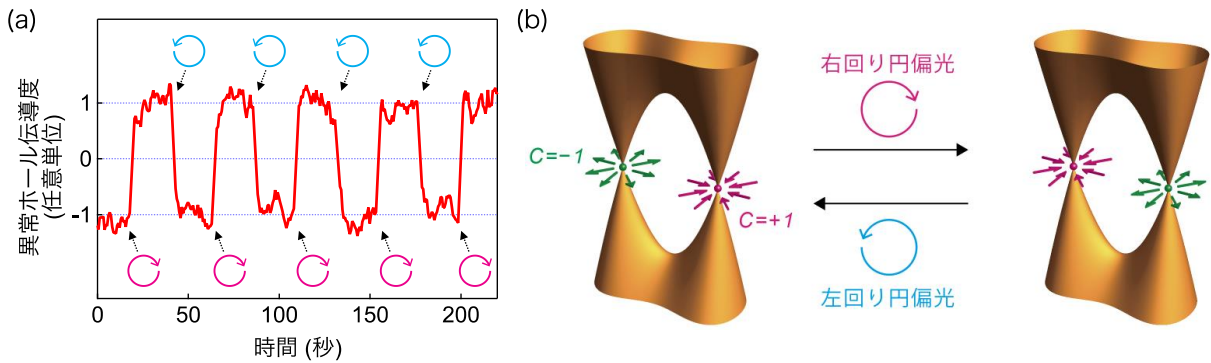 (a)
異常ホール伝導度
(任意単位)
1
0
-1
0
50
100
150
200
時間 (秒)
(b)
C=−1
C=+1
右回り円偏光
左回り円偏光